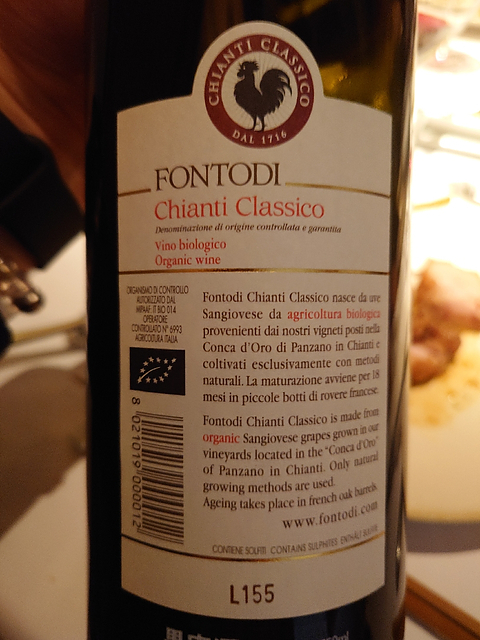 CHIANTI CLASSICO
DAL 1716
FONTODI
Chianti Classico
Denominazione di origine controllata e garantita
Vino biologico
Organic wine
ORGANISMO DI CONTROLLO
AUTORIZZATO DAL
MIPAAF: IT BIO 014
OPERATORE
CONTROLLATO N° 6993
AGRICOLTURA ITALIA
8 021019 000012
Fontodi Chianti Classico nasce da uve
Sangiovese da agricoltura biologica
provenienti dai nostri vigneti posti nella
Conca d'Oro di Panzano in Chianti e
coltivati esclusivamente con metodi
naturali. La maturazione avviene per 18
mesi in piccole botti di rovere francese.
Fontodi Chianti Classico is made from
organic Sangiovese grapes grown in our
vineyards located in the "Conca d'Oro"
of Panzano in Chianti. Only natural
growing methods are used.
Ageing takes place in french oak barrels.
www.fontodi.com
CONTIENE SOLFITI CONTAINS SULPHITES ENTHÄLT SULFITE
L155